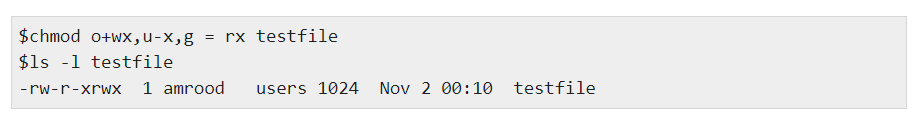 $chmod o+wx,u-x,g = rx testfile
$ls -l testfile
-rw-r-xrwx  1 amrood   users 1024  Nov 2 00:10  testfile